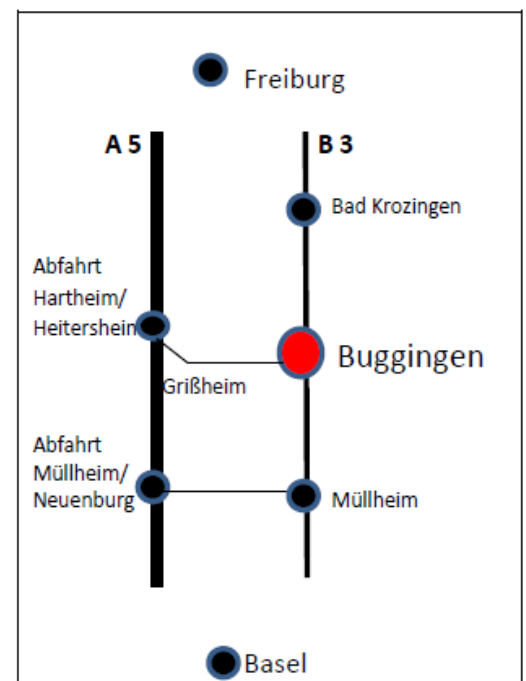 Freiburg
A 5
B 3
Bad Krozingen
Abfahrt
Hartheim/
Heitersheim
Buggingen
Grißheim
Abfahrt
Müllheim/
Neuenburg
Müllheim
Basel